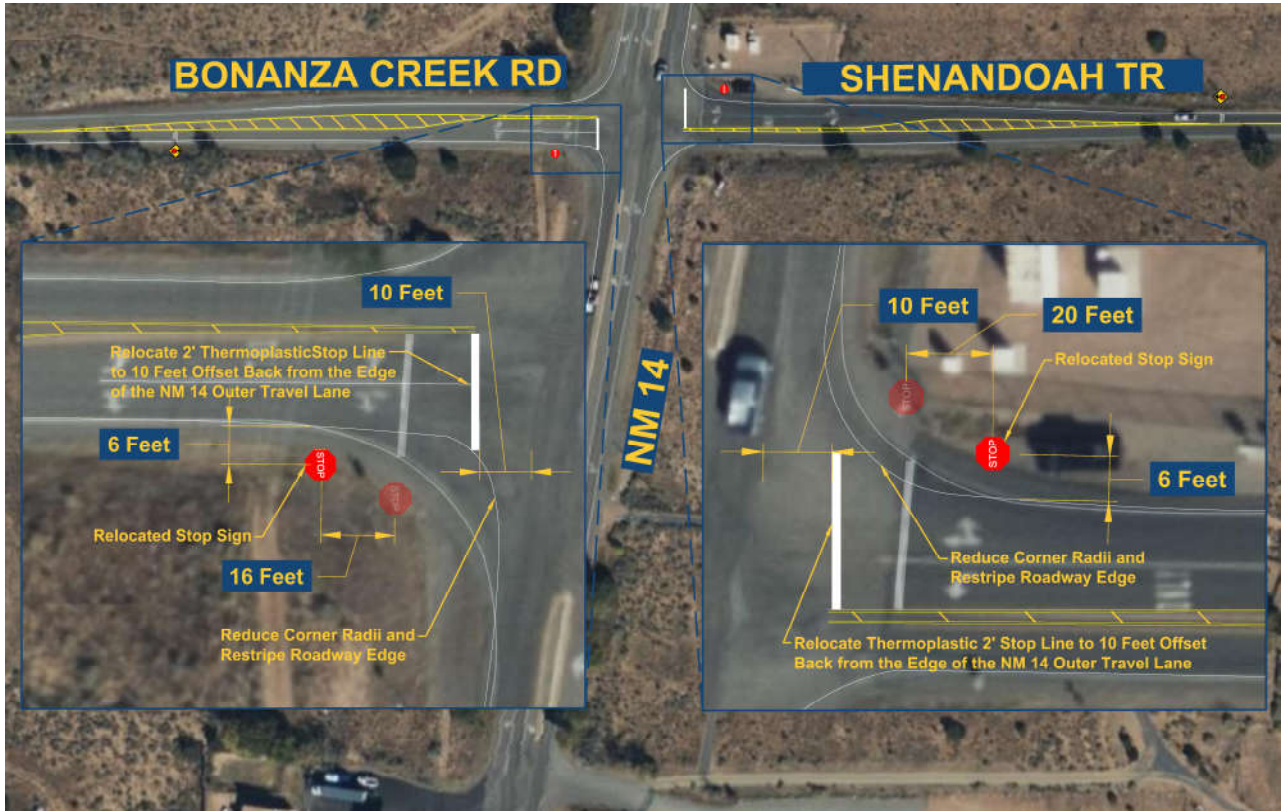 BONANZA CREEK RD
SHENANDOAH TR
NM 14
10 Feet
Relocate 2' ThermoplasticStop Line
to 10 Feet Offset Back from the Edge
of the NM 14 Outer Travel Lane
6 Feet
STOP
STOP
Relocated Stop Sign
16 Feet
Reduce Corner Radii and
Restripe Roadway Edge
10 Feet
20 Feet
Relocated Stop Sign
STOP
STOP
6 Feet
Reduce Corner Radii and
Restripe Roadway Edge
Relocate Thermoplastic 2' Stop Line to 10 Feet Offset
Back from the Edge of the NM 14 Outer Travel Lane